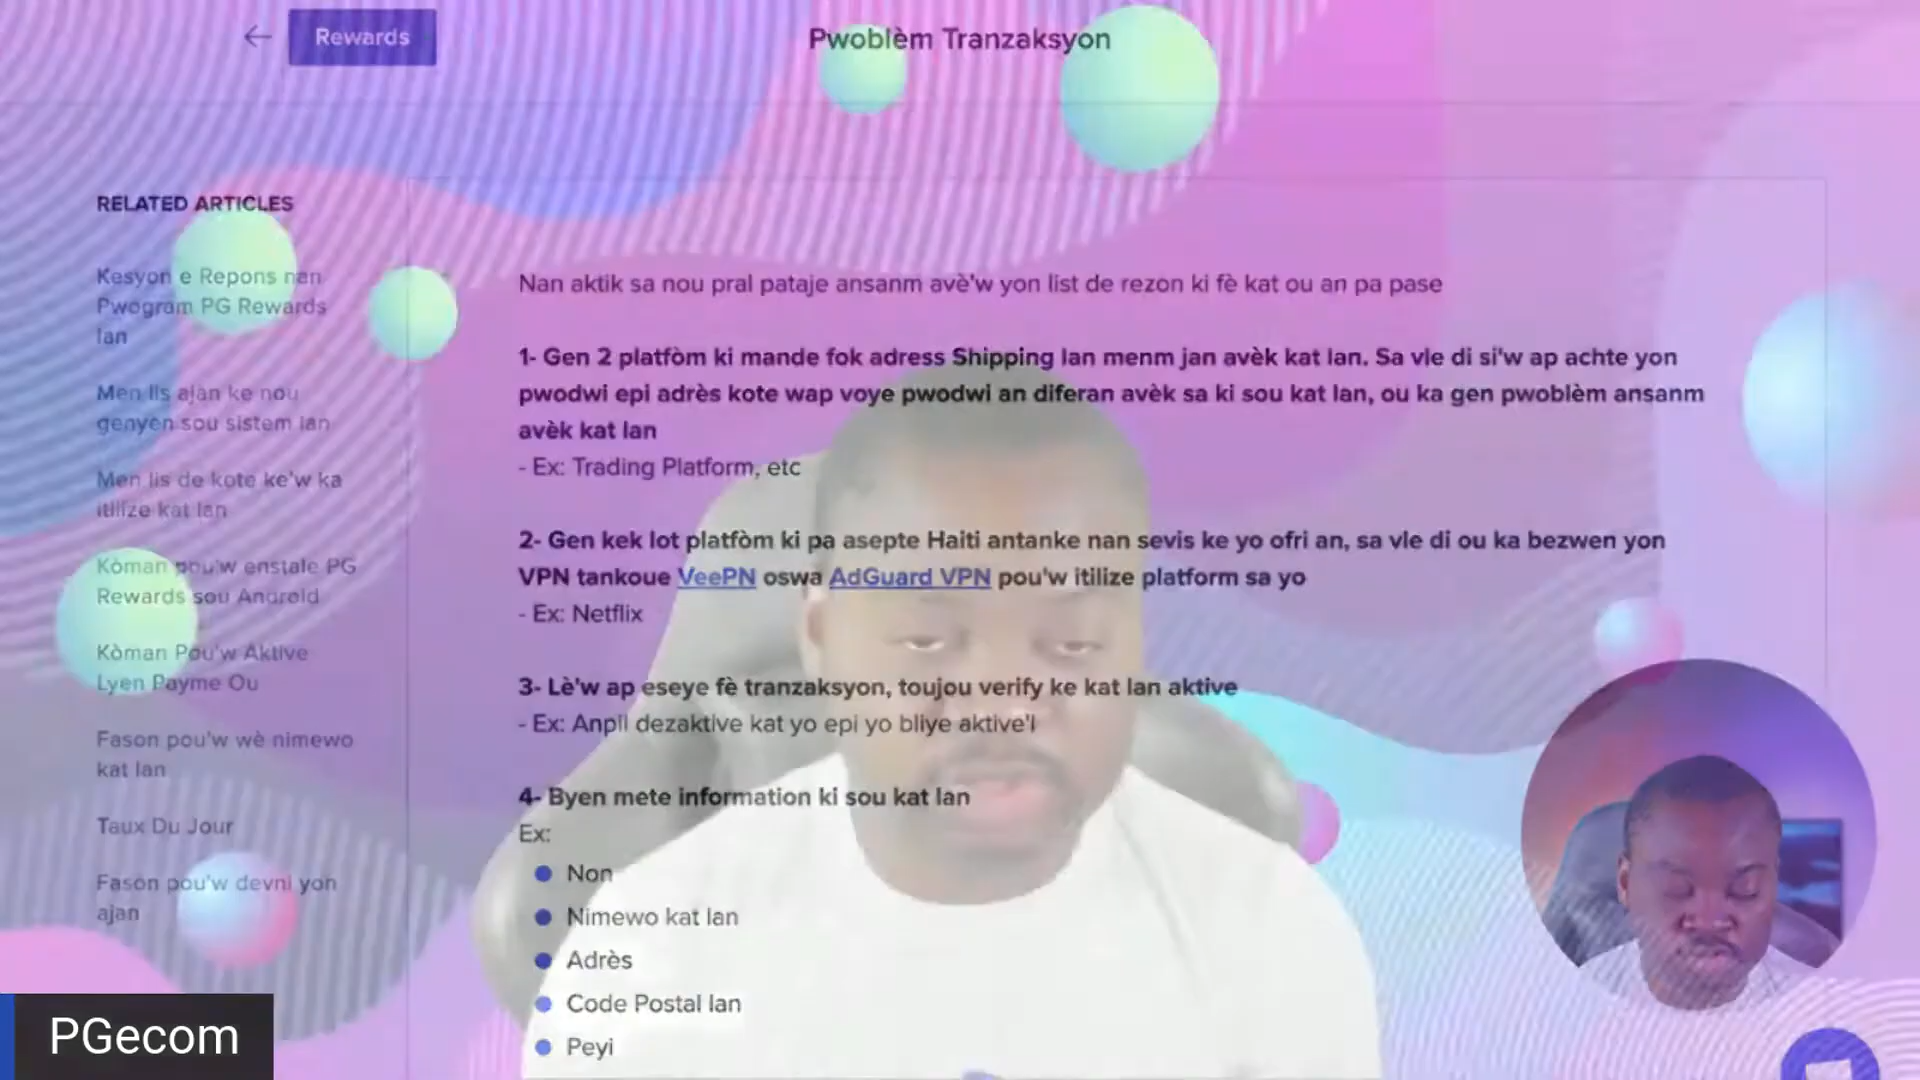 Rewards
Pwoblèm Tranzaksyon
RELATED ARTICLES
Kesyon e Repons nan
Pwogram PG Rewards
lan
Men lis ajan ke nou
genyen sou sistem lan
Men lis de kote ke'w ka
itilize kat lan
Kòman pou'w enstale PG
Rewards sou Android
Kòman Pou'w Aktive
Lyen Payme Ou
Fason pou'w wè nimewo
kat lan
Taux Du Jour
Fason pou'w devni yon
ajan
Nan aktik sa nou pral pataje ansanm avè'w yon list de rezon ki fè kat ou an pa pase
1- Gen 2 platfòm ki mande fok adress Shipping lan menm jan avèk kat lan. Sa vle di si'w ap achte yon
pwodwi epi adrès kote wap voye pwodwi an diferan avèk sa ki sou kat lan, ou ka gen pwoblèm ansanm
avèk kat lan
- Ex: Trading Platform, etc
2- Gen kek lot platfòm ki pa asepte Haiti antanke nan sevis ke yo ofri an, sa vle di ou ka bezwen yon
VPN tankoue VeePN oswa AdGuard VPN pou'w itilize platform sa yo
- Ex: Netflix
3- Lè'w ap eseye fè tranzaksyon, toujou verify ke kat lan aktive
- Ex: Anpil dezaktive kat yo epi yo bliye aktive'l
4- Byen mete information ki sou kat lan
Ex:
Non
Nimewo kat lan
Adrès
Code Postal lan
Peyi
PGecom